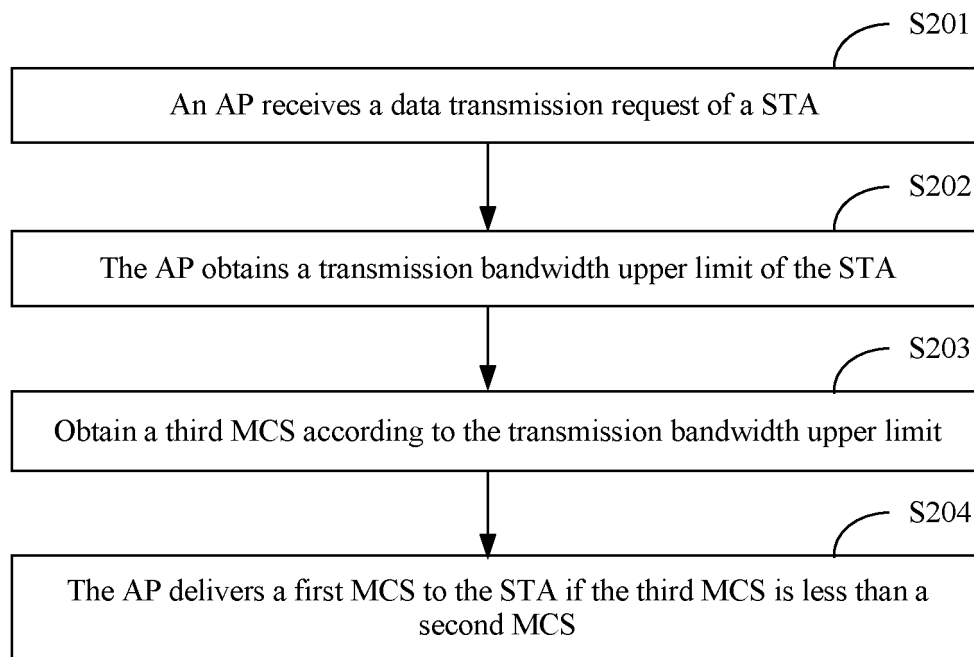 S201
An AP receives a data transmission request of a STA
S202
The AP obtains a transmission bandwidth upper limit of the STA
S203
Obtain a third MCS according to the transmission bandwidth upper limit
S204
The AP delivers a first MCS to the STA if the third MCS is less than a
second MCS